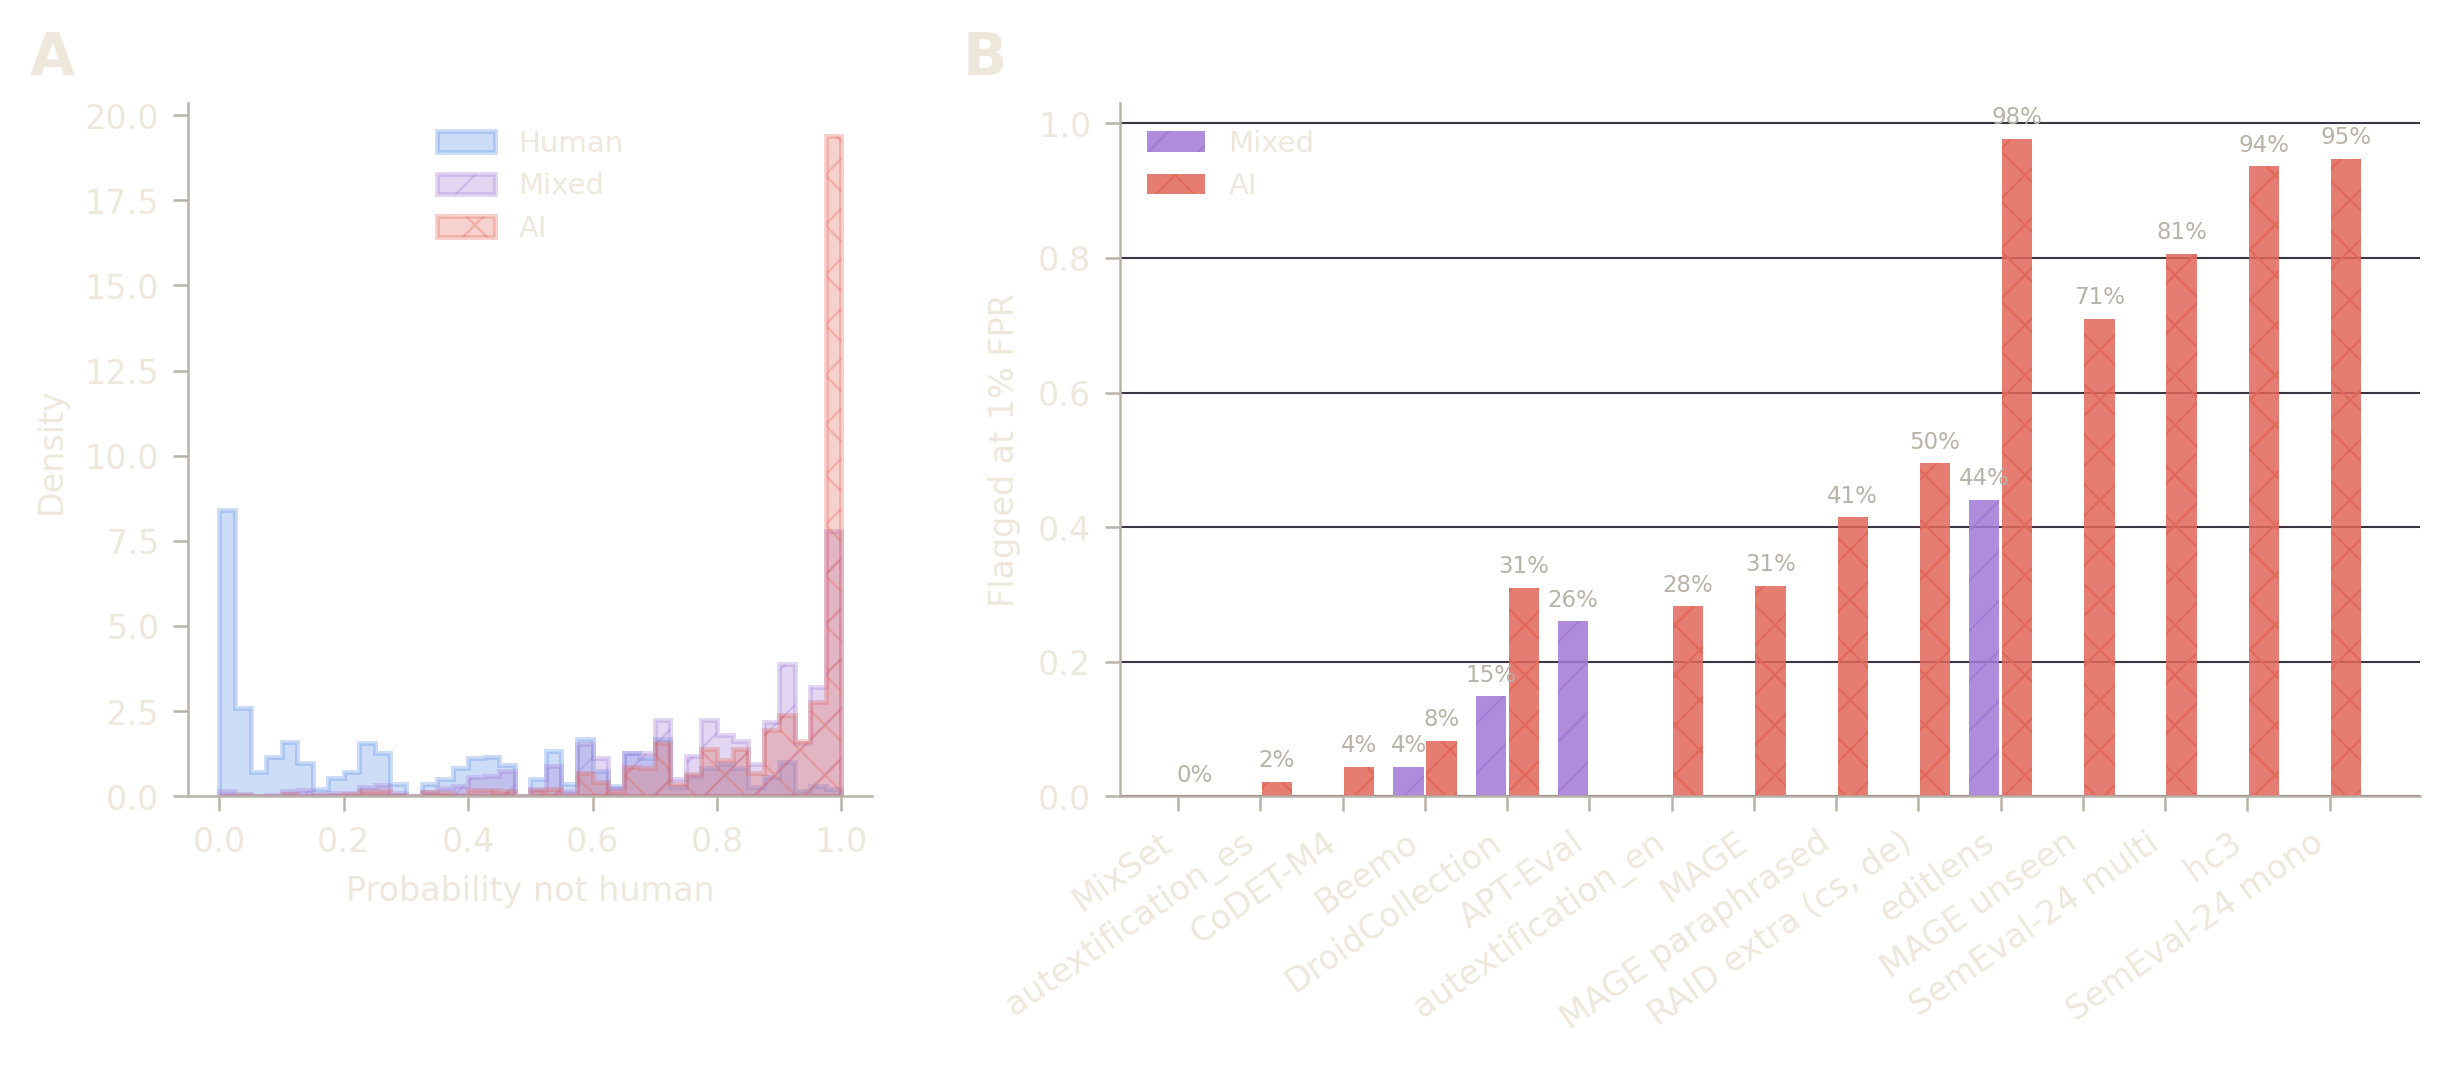 A
20.0
17.5
15.0
12.5
10.0
7.5
5.0
2.5
0.0
Density
Human
Mixed
AI
0.0 0.2 0.4 0.6 0.8 1.0
Probability not human
B
1.0
0.8
0.6
0.4
0.2
0.0
Flagged at 1% FPR
Mixed
AI
0%
2%
4%
4%
8%
15%
31%
26%
28%
31%
41%
50%
44%
98%
71%
81%
94%
95%
MixSet
autextification_es
CoDET-M4
Beemo
DroidCollection
APT-Eval
autextification_en
MAGE
MAGE paraphrased
RAID extra (cs, de)
editlens
MAGE unseen
SemEval-24 multi
hc3
SemEval-24 mono